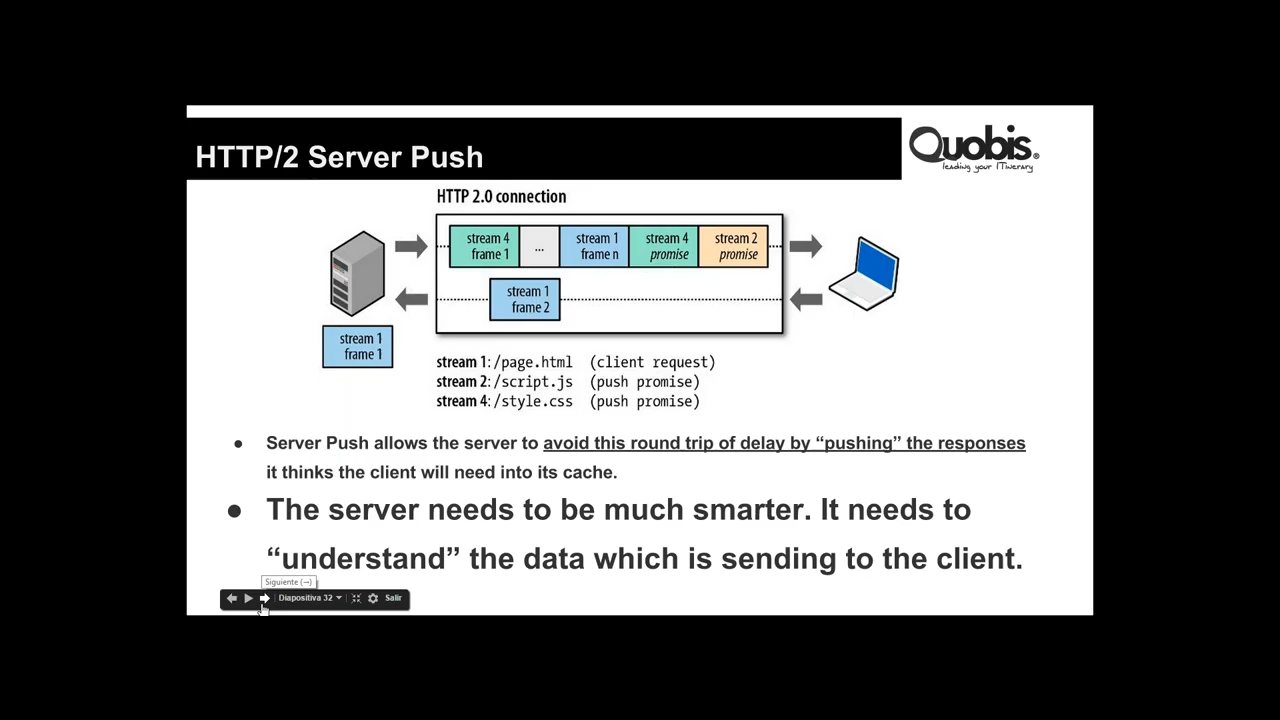 HTTP/2 Server Push
Quobis®
leading your ITinerary
HTTP 2.0 connection
stream 4
frame 1
...
stream 1
frame n
stream 4
promise
stream 2
promise
stream 1
frame 2
stream 1
frame 1
stream 1: /page.html (client request)
stream 2: /script.js (push promise)
stream 4: /style.css (push promise)
● Server Push allows the server to avoid this round trip of delay by “pushing” the responses
it thinks the client will need into its cache.
● The server needs to be much smarter. It needs to
“understand” the data which is sending to the client.
Siguiente (→)
Diapositiva 32
Salir